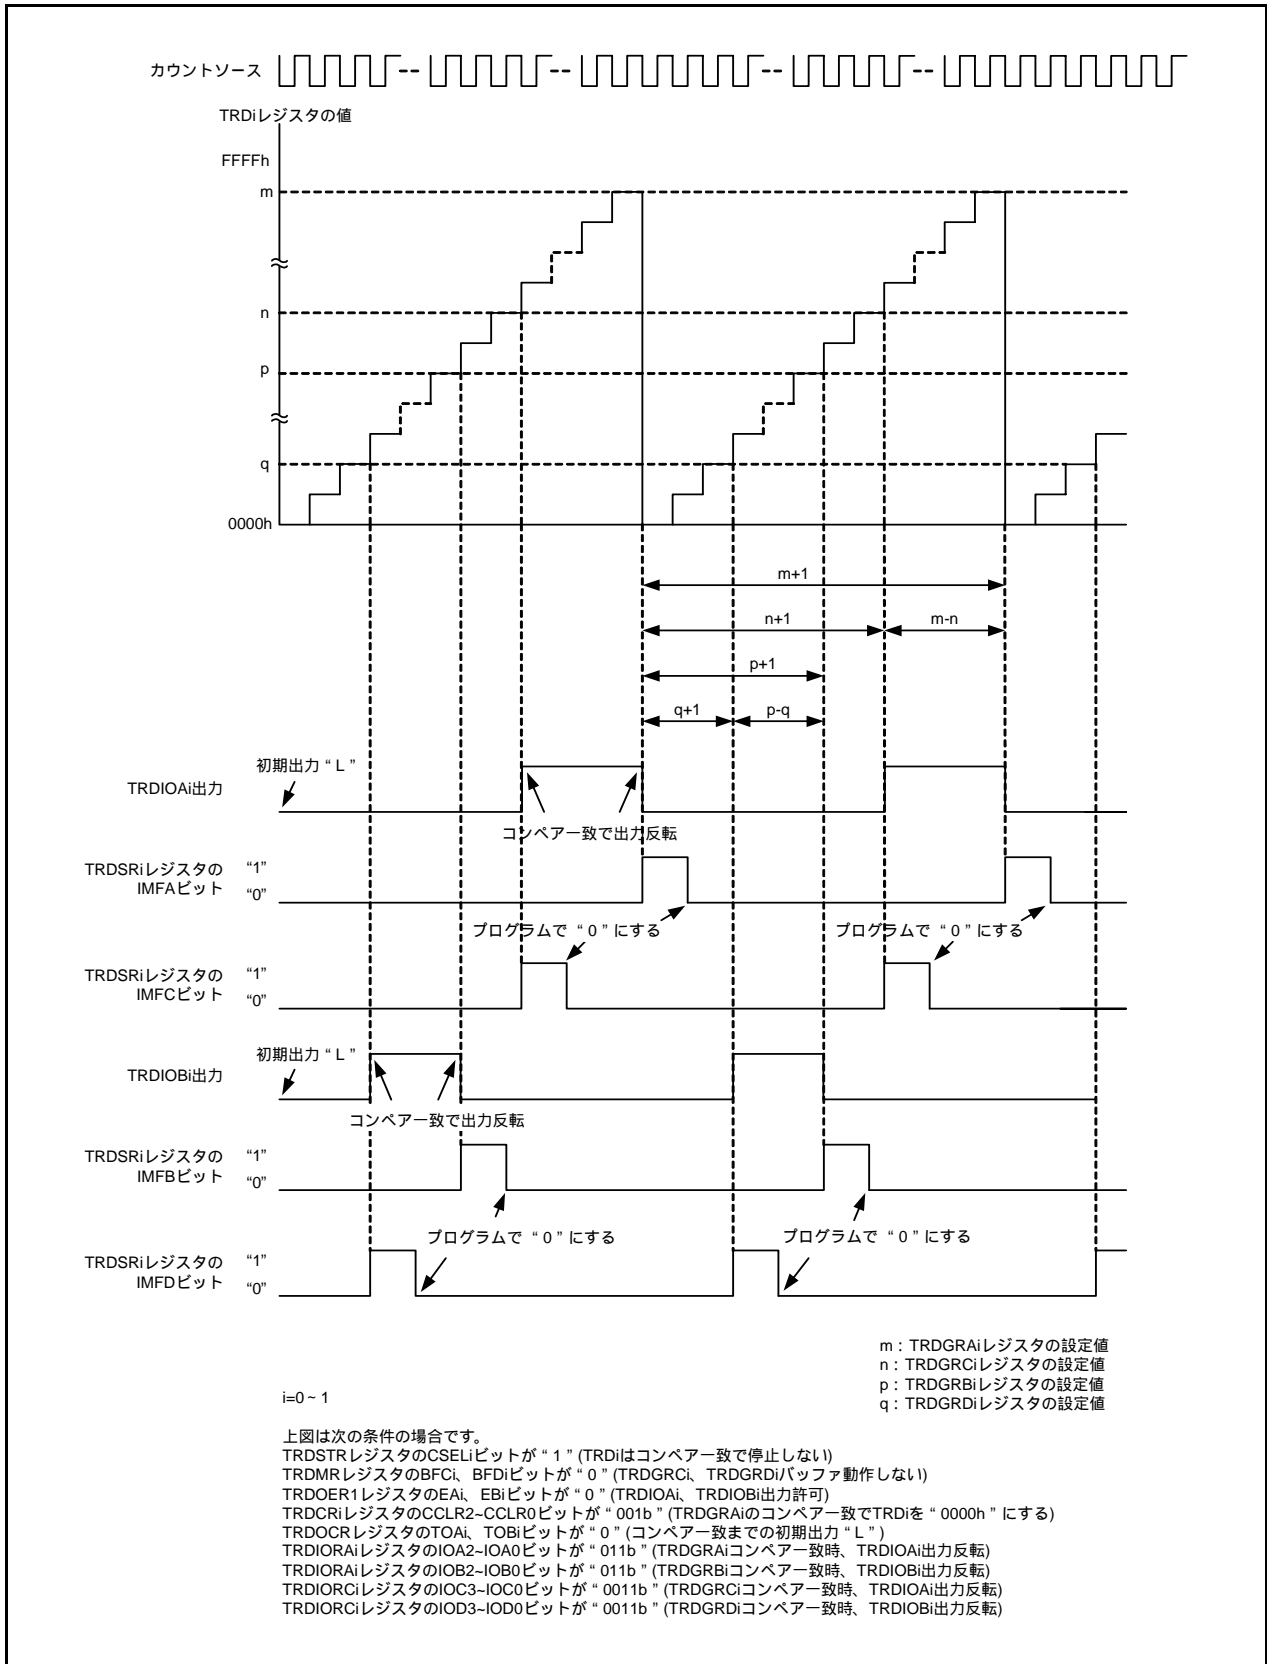 カウントソース
TRDiレジスタの値
FFFFh
m
n
p
q
0000h
m+1
n+1
m-n
p+1
q+1
p-q
初期出力 “ L ”
TRDIOAi出力
コンペア一致で出力反転
TRDSRiレジスタの
IMFAビット
“1”
“0”
プログラムで “ 0 ” にする
プログラムで “ 0 ” にする
TRDSRiレジスタの
IMFCビット
“1”
“0”
初期出力 “ L ”
TRDIOBi出力
コンペア一致で出力反転
TRDSRiレジスタの
IMFBビット
“1”
“0”
プログラムで “ 0 ” にする
プログラムで “ 0 ” にする
TRDSRiレジスタの
IMFDビット
“1”
“0”
m : TRDGRAiレジスタの設定値
n : TRDGRCiレジスタの設定値
p : TRDGRBiレジスタの設定値
q : TRDGRDiレジスタの設定値
i=0 ~ 1
上図は次の条件の場合です。
TRDSTRレジスタのCSELiビットが “ 1 ” (TRDiはコンペア一致で停止しない)
TRDMRレジスタのBFCi、BFDiビットが “ 0 ” (TRDGRCi、TRDGRDiバッファ動作しない)
TRDOER1レジスタのEAi、EBiビットが “ 0 ” (TRDIOAi、TRDIOBi出力許可)
TRDCRiレジスタのCCLR2~CCLR0ビットが “ 001b ” (TRDGRAiのコンペア一致でTRDiを “ 0000h ” にする)
TRDOCRレジスタのTOAi、TOBiビットが “ 0 ” (コンペア一致までの初期出力 “ L ” )
TRDIORAiレジスタのIOA2~IOA0ビットが “ 011b ” (TRDGRAiコンペア一致時、TRDIOAi出力反転)
TRDIORAiレジスタのIOB2~IOB0ビットが “ 011b ” (TRDGRBiコンペア一致時、TRDIOBi出力反転)
TRDIORCiレジスタのIOC3~IOC0ビットが “ 0011b ” (TRDGRCiコンペア一致時、TRDIOAi出力反転)
TRDIORCiレジスタのIOD3~IOD0ビットが “ 0011b ” (TRDGRDiコンペア一致時、TRDIOBi出力反転)